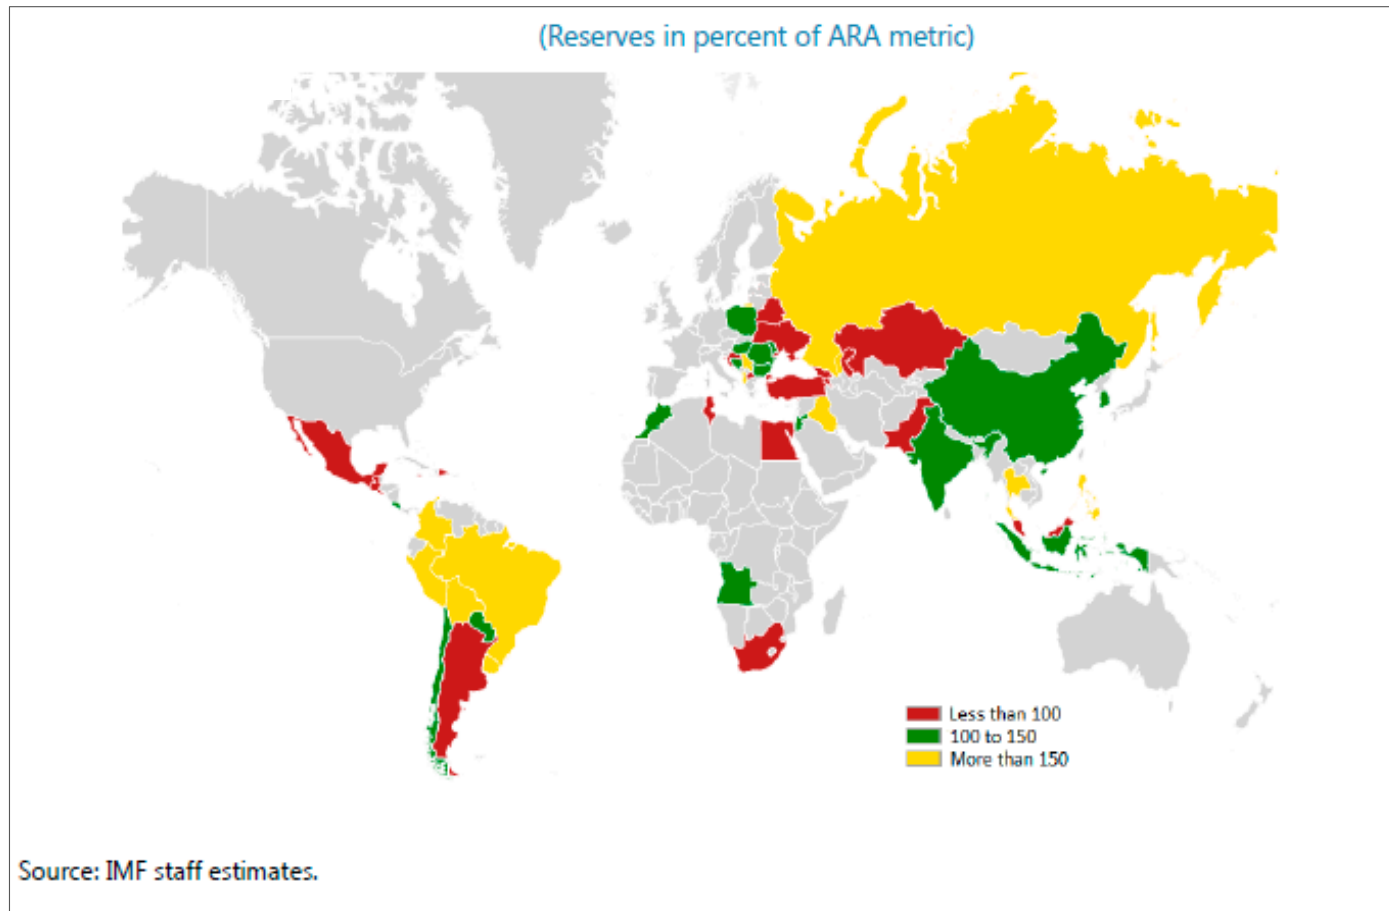 (Reserves in percent of ARA metric)
Less than 100
100 to 150
More than 150
Source: IMF staff estimates.